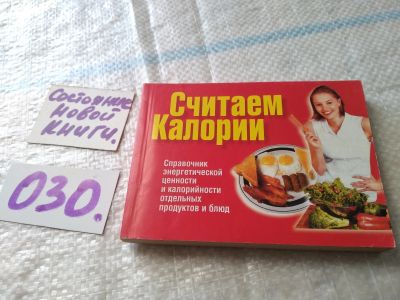 Состояние
новой
книги.
030.
Считаем
Калории
Справочник
энергетической
ценности
и калорийности
отдельных
продуктов и блюд